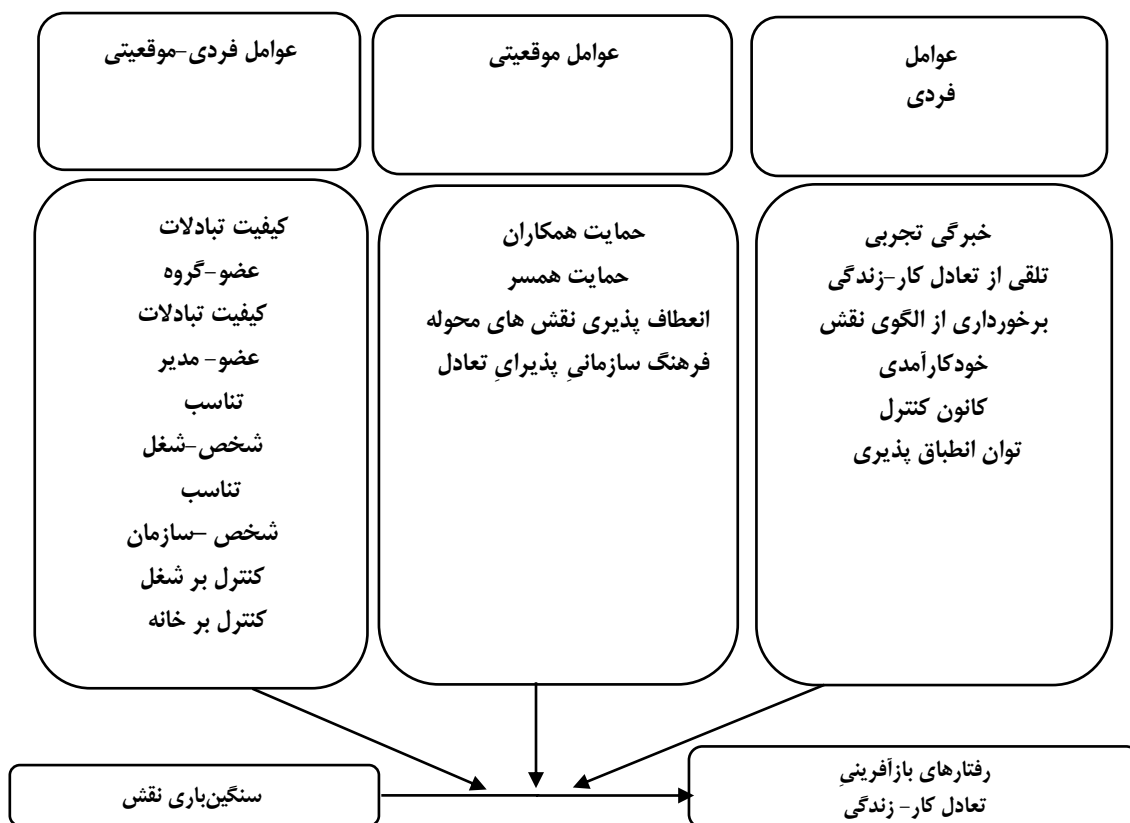 عوامل
فردی
عوامل موقعیتی
عوامل فردی-موقعیتی
خبرگی تجربی
تلقی از تعادل کار-زندگی
برخورداری از الگوی نقش
خودکارآمدی
کانون کنترل
توان انطباق پذیری
حمایت همکاران
حمایت همسر
انعطاف پذیری نقش های محوله
فرهنگ سازمانیِ پذیرایِ تعادل
کیفیت تبادلات
عضو-گروه
کیفیت تبادلات
عضو- مدیر
تناسب
شخص-شغل
تناسب
شخص -سازمان
کنترل بر شغل
کنترل بر خانه
رفتارهای بازآفرینیِ
تعادل کار- زندگی
سنگین‌باری نقش